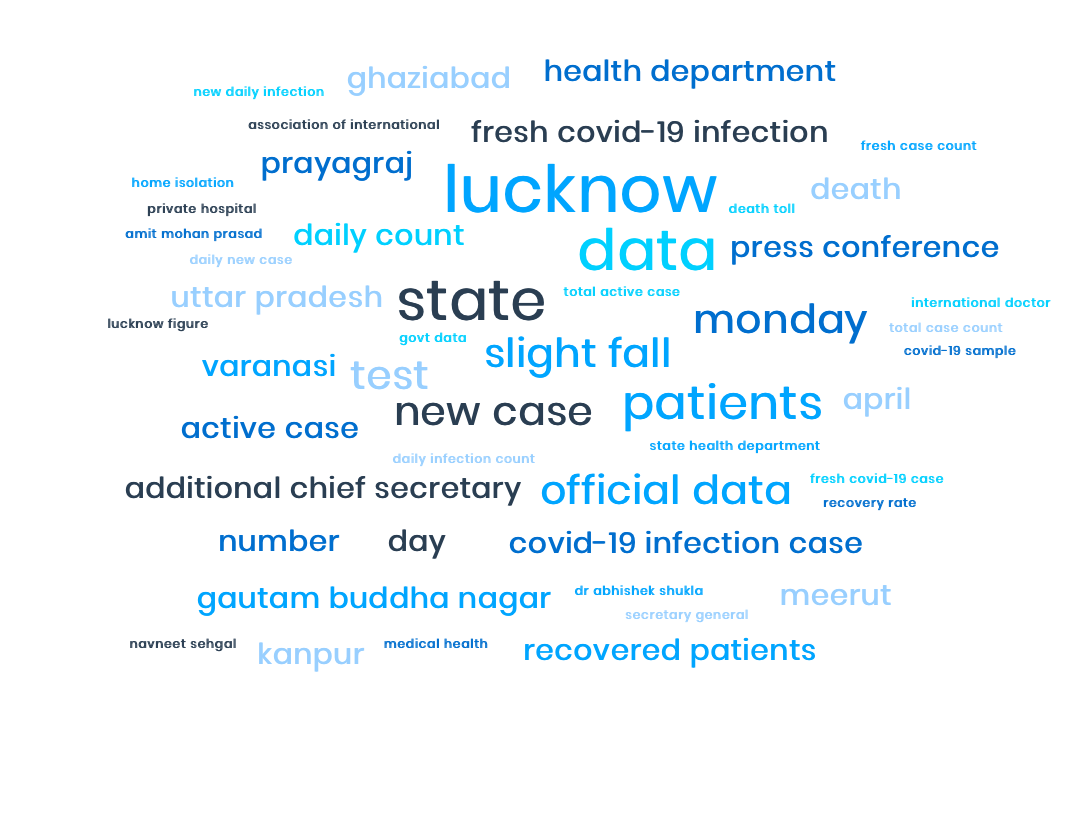 health department
ghaziabad
new daily infection
association of international
fresh covid-19 infection
fresh case count
prayagraj
home isolation
lucknow
death
private hospital
death toll
amit mohan prasad
daily count
data
press conference
daily new case
uttar pradesh
state
total active case
international doctor
lucknow figure
monday
total case count
govt data
slight fall
covid-19 sample
varanasi
test
new case
patients
april
active case
state health department
daily infection count
additional chief secretary
official data
fresh covid-19 case
recovery rate
number
day
covid-19 infection case
gautam buddha nagar
dr abhishek shukla
meerut
secretary general
navneet sehgal
kanpur
medical health
recovered patients